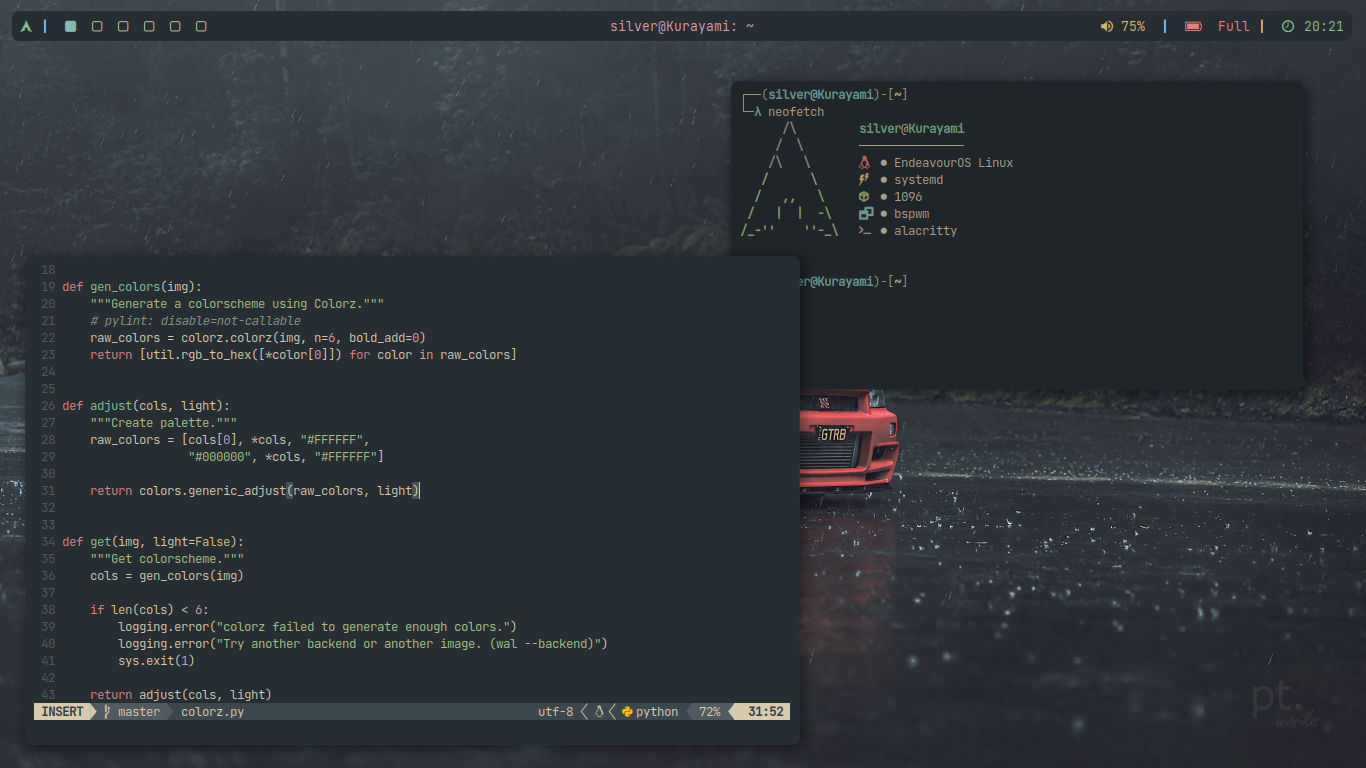 silver@Kurayami: ~
75%
Full
20:21
┌──(silver@Kurayami)-[~]
└─λ neofetch
silver@Kurayami
● EndeavourOS Linux
● systemd
● 1096
● bspwm
● alacritty
er@Kurayami)-[~]
18
19 def gen_colors(img):
20     """Generate a colorscheme using Colorz."""
21     # pylint: disable=not-callable
22     raw_colors = colorz.colorz(img, n=6, bold_add=0)
23     return [util.rgb_to_hex([*color[0]]) for color in raw_colors]
24
25
26 def adjust(cols, light):
27     """Create palette."""
28     raw_colors = [cols[0], *cols, "#FFFFFF",
29                   "#000000", *cols, "#FFFFFF"]
30
31     return colors.generic_adjust(raw_colors, light)
32
33
34 def get(img, light=False):
35     """Get colorscheme."""
36     cols = gen_colors(img)
37
38     if len(cols) < 6:
39         logging.error("colorz failed to generate enough colors.")
40         logging.error("Try another backend or another image. (wal --backend)")
41         sys.exit(1)
42
43     return adjust(cols, light)
INSERT master colorz.py utf-8 python 72% 31:52
GTRB
pt.
works